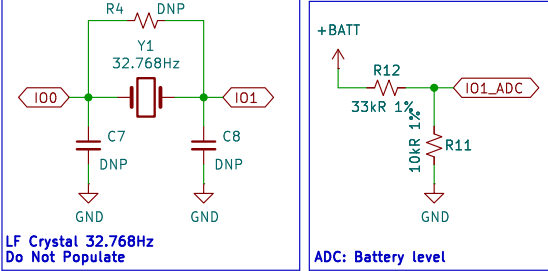 R4
DNP
Y1
32.768Hz
IO0
IO1
C7
DNP
C8
DNP
GND
GND
LF Crystal 32.768Hz
Do Not Populate
+BATT
R12
33kR 1%
IO1_ADC
10kR 1%
R11
GND
ADC: Battery level